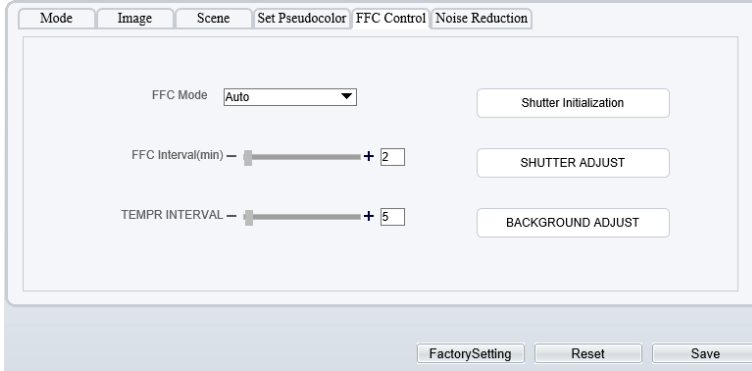 Mode Image Scene Set Pseudocolor FFC Control Noise Reduction
FFC Mode Auto Shutter Initialization
FFC Interval(min) − + 2 SHUTTER ADJUST
TEMPR INTERVAL − + 5 BACKGROUND ADJUST
FactorySetting Reset Save